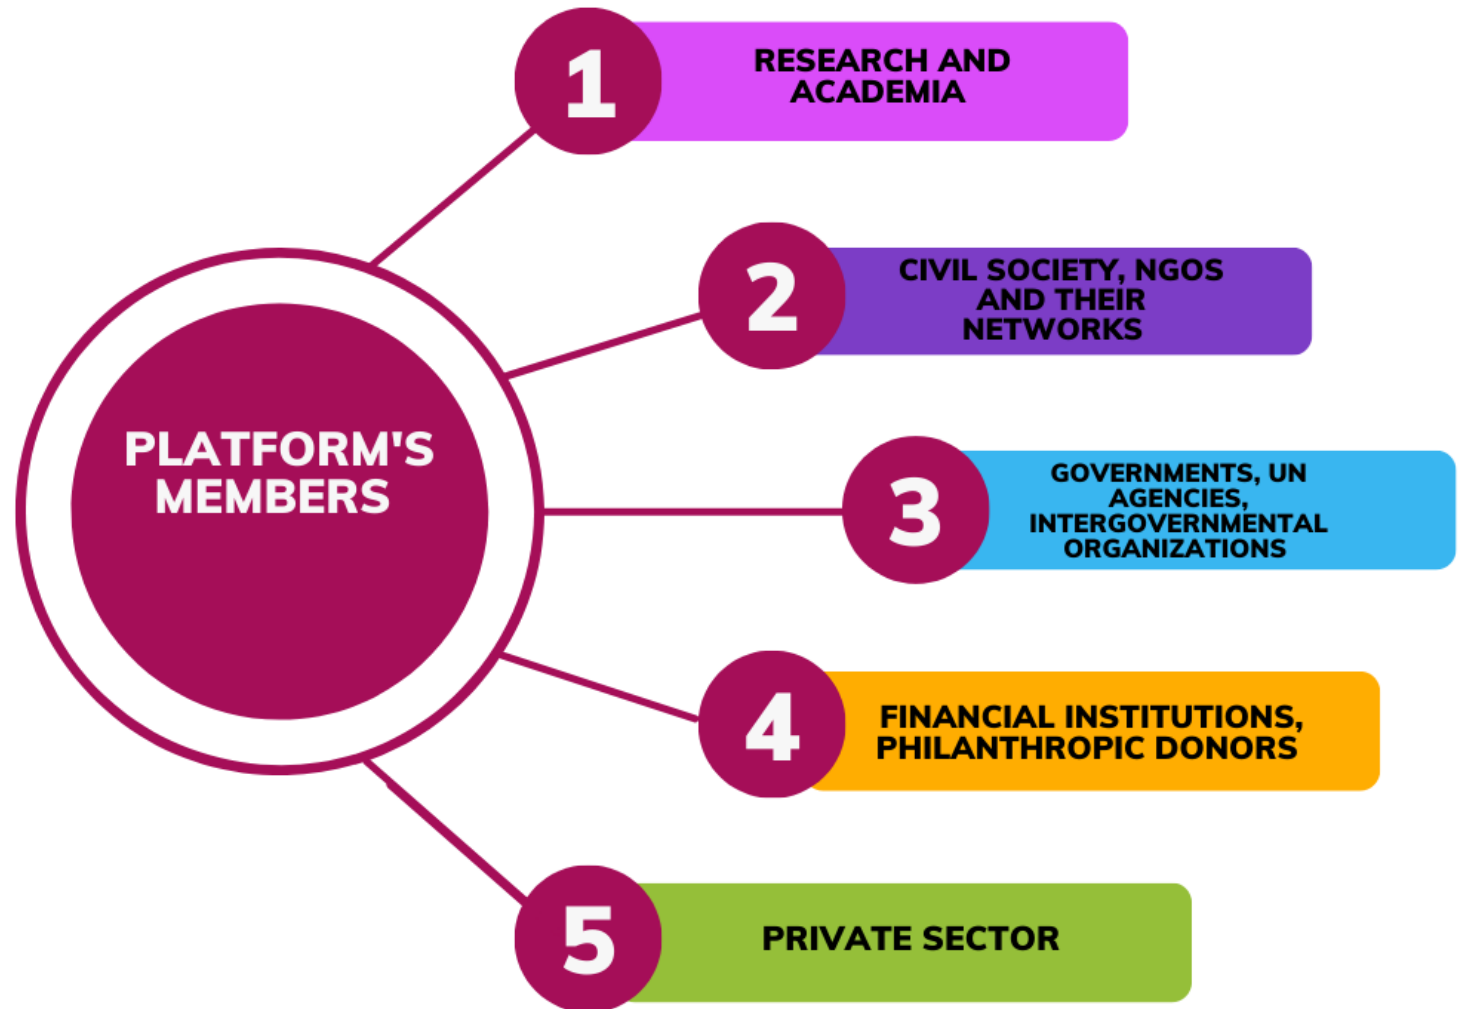 1
RESEARCH AND
ACADEMIA
2
CIVIL SOCIETY, NGOS
AND THEIR
NETWORKS
PLATFORM'S
MEMBERS
3
GOVERNMENTS, UN
AGENCIES,
INTERGOVERNMENTAL
ORGANIZATIONS
4
FINANCIAL INSTITUTIONS,
PHILANTHROPIC DONORS
5
PRIVATE SECTOR